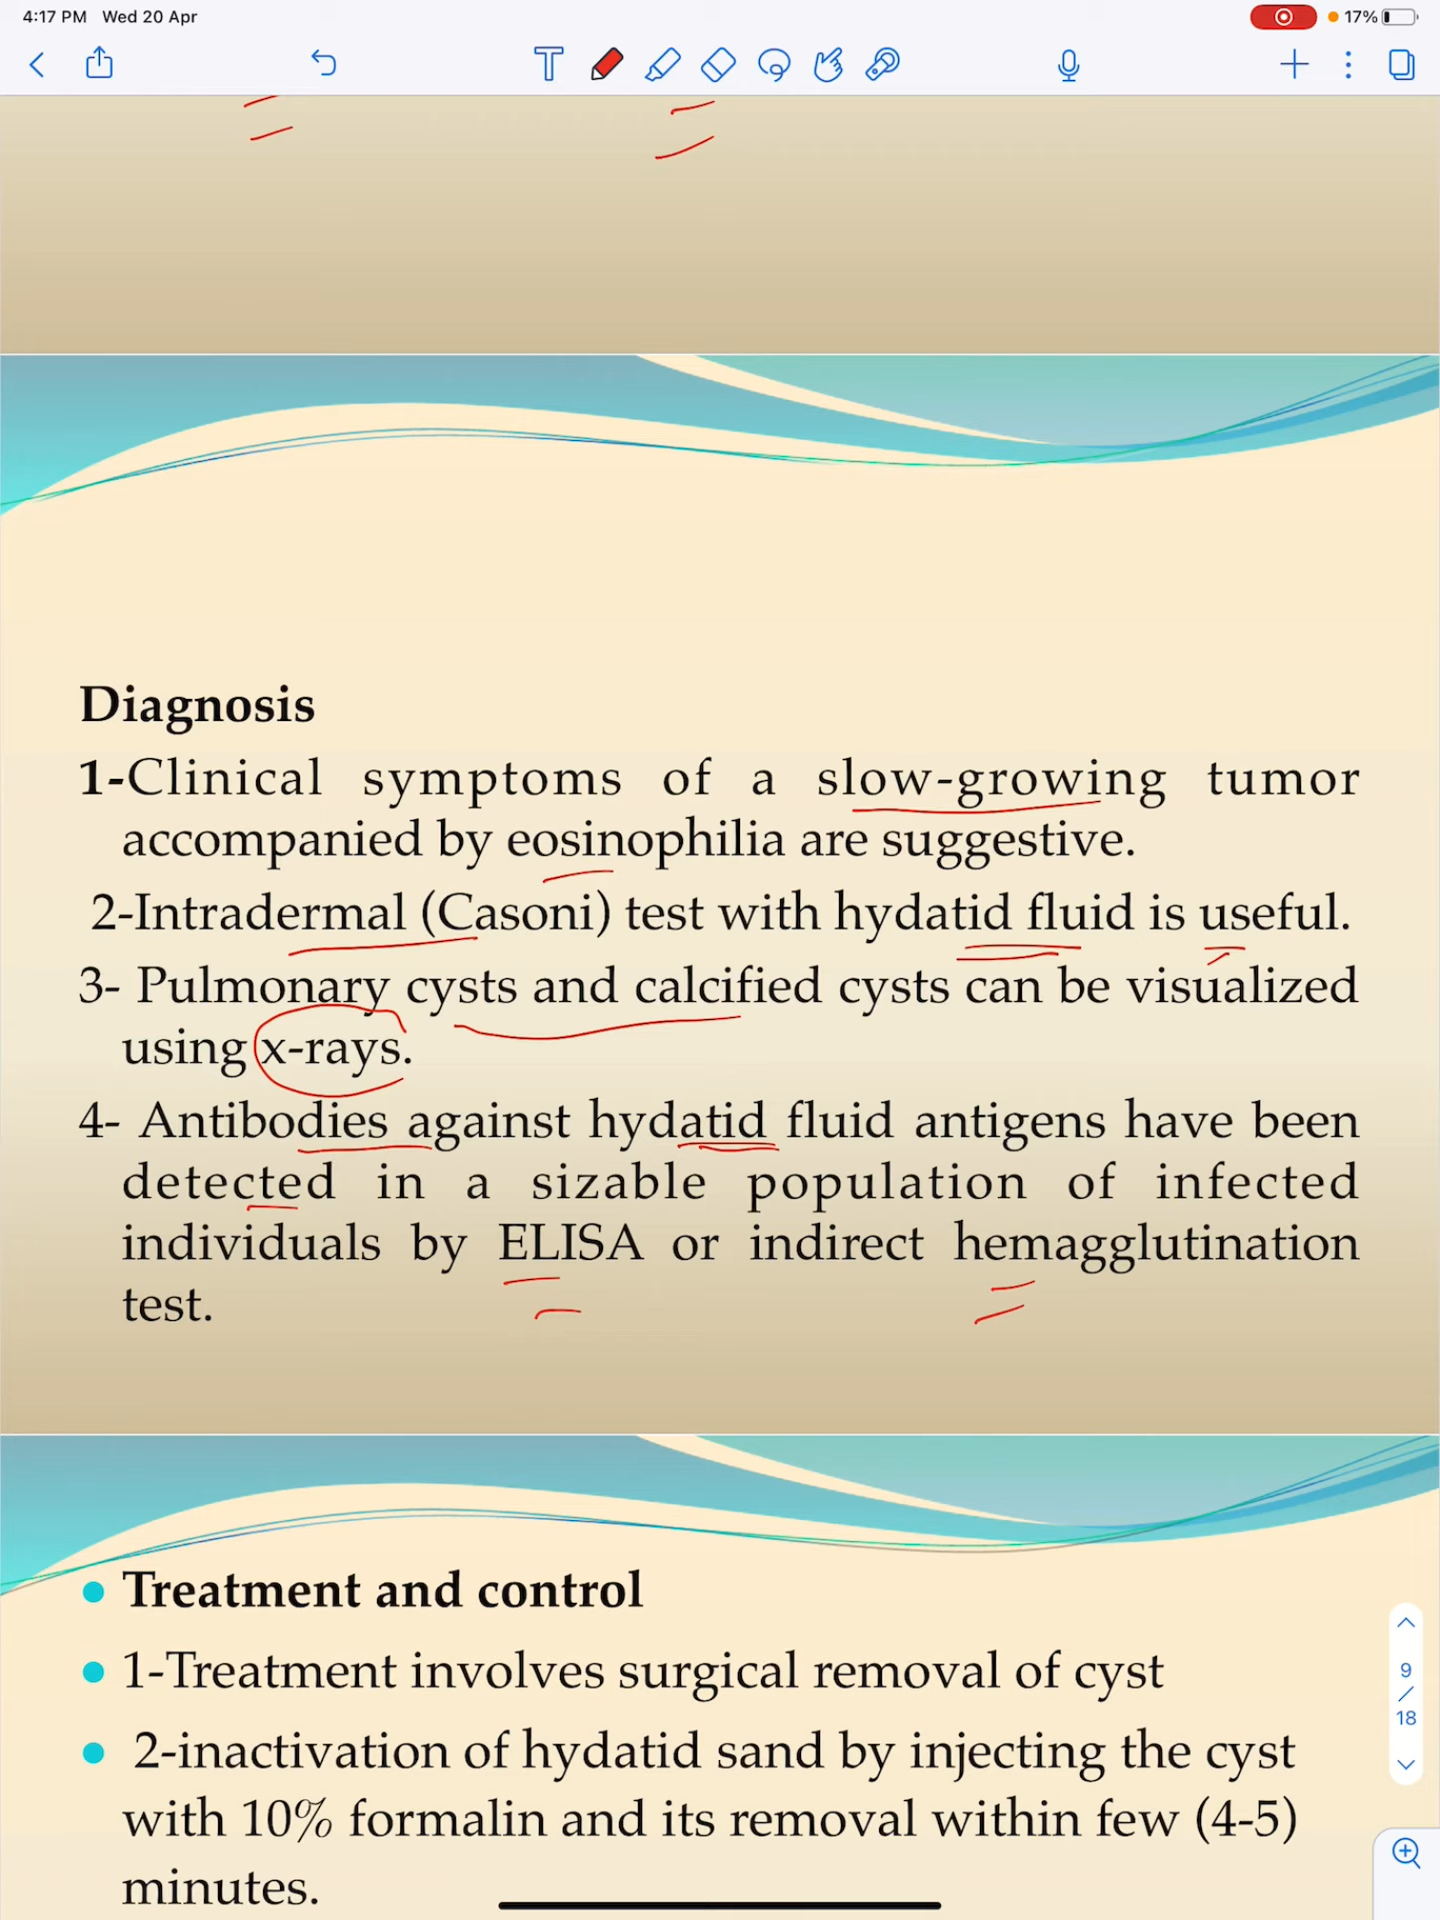 4:17 PM Wed 20 Apr
17%
Diagnosis
1-Clinical symptoms of a slow-growing tumor
accompanied by eosinophilia are suggestive.
2-Intradermal (Casoni) test with hydatid fluid is useful.
3- Pulmonary cysts and calcified cysts can be visualized
using x-rays.
4- Antibodies against hydatid fluid antigens have been
detected in a sizable population of infected
individuals by ELISA or indirect hemagglutination
test.
• Treatment and control
• 1-Treatment involves surgical removal of cyst
• 2-inactivation of hydatid sand by injecting the cyst
with 10% formalin and its removal within few (4-5)
minutes.
9
/
18